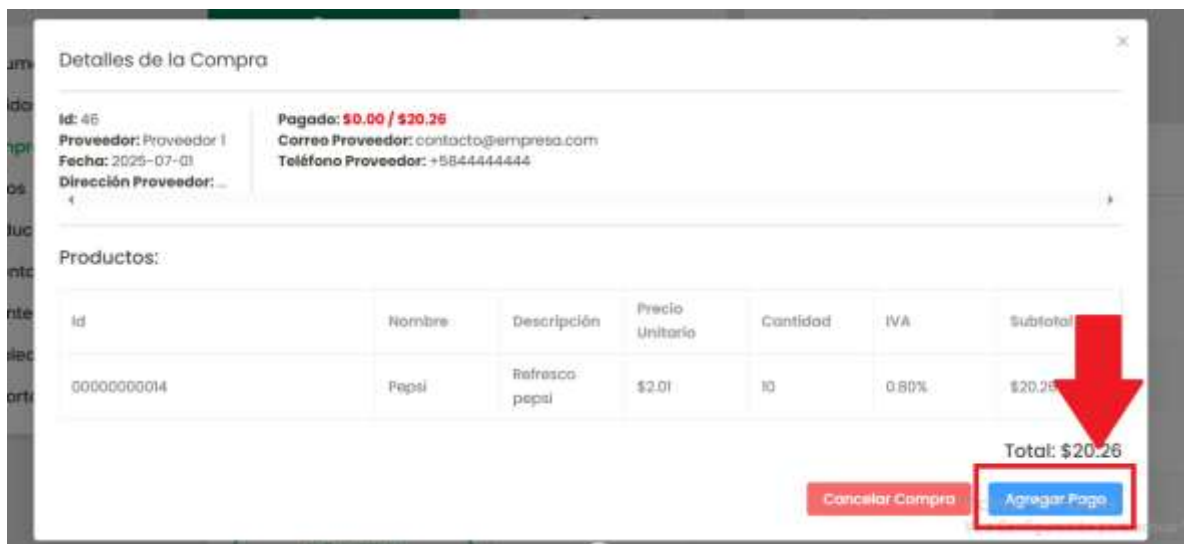 Detalles de la Compra
×
Id: 46
Proveedor: Proveedor 1
Fecha: 2025-07-01
Dirección Proveedor: ...
Pagado: $0.00 / $20.26
Correo Proveedor: contacto@empresa.com
Teléfono Proveedor: +5844444444
Productos:
Id Nombre Descripción Precio Unitario Cantidad IVA Subtotal
00000000014 Pepsi Refresco pepsi $2.01 10 0.80% $20.26
Total: $20.26
Cancelar Compra Agregar Pago